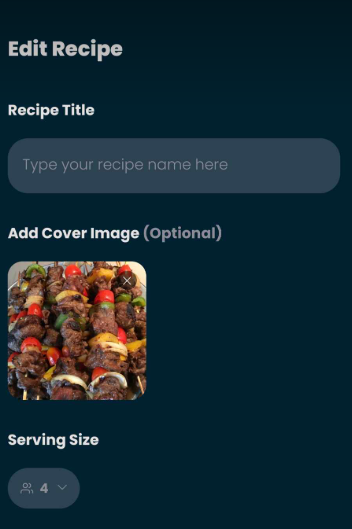 Edit Recipe
Recipe Title
Type your recipe name here
Add Cover Image (Optional)
Serving Size
4